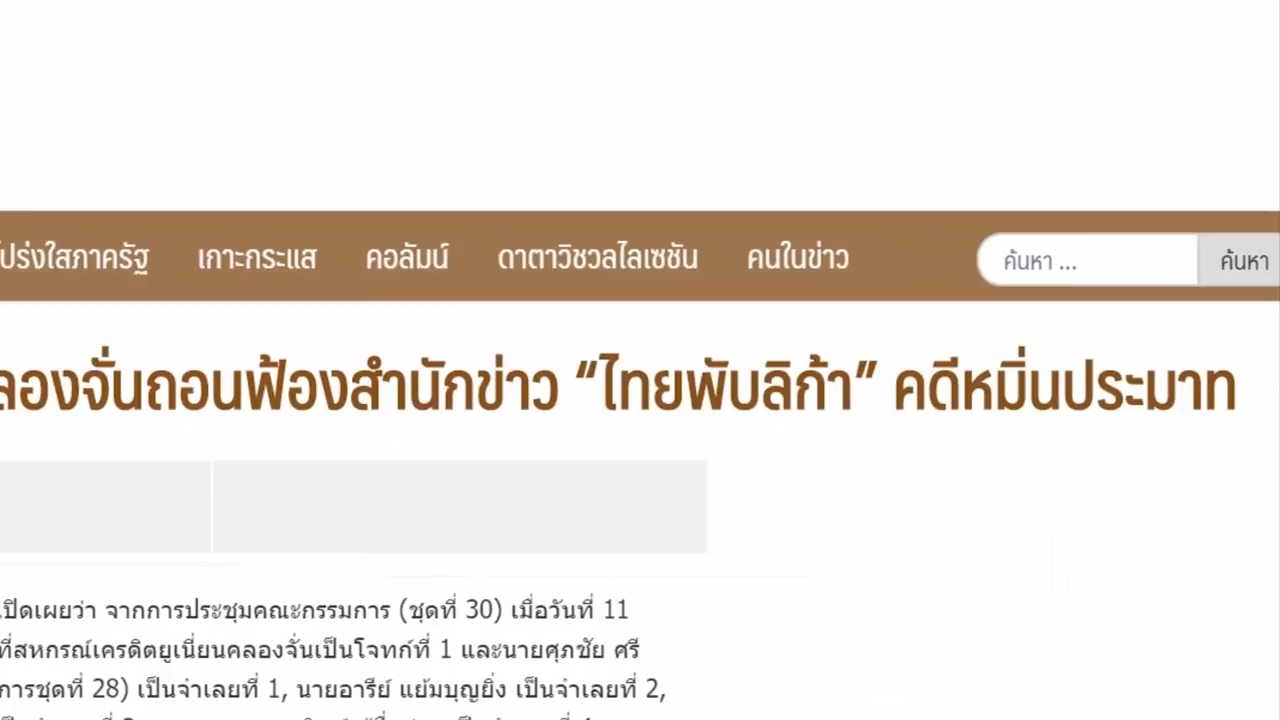 โปร่งใสภาครัฐ เกาะกระแส คอลัมน์ ดาตาวิชวลไลเซชัน คนในข่าว ค้นหา ... ค้นหา
ลองจั่นถอนฟ้องสำนักข่าว “ไทยพับลิก้า” คดีหมิ่นประมาท
เปิดเผยว่า จากการประชุมคณะกรรมการ (ชุดที่ 30) เมื่อวันที่ 11
ที่สหกรณ์เครดิตยูเนี่ยนคลองจั่นเป็นโจทก์ที่ 1 และนายศุภชัย ศรี
การชุดที่ 28) เป็นจำเลยที่ 1, นายอารีย์ แย้มบุญยิ่ง เป็นจำเลยที่ 2,